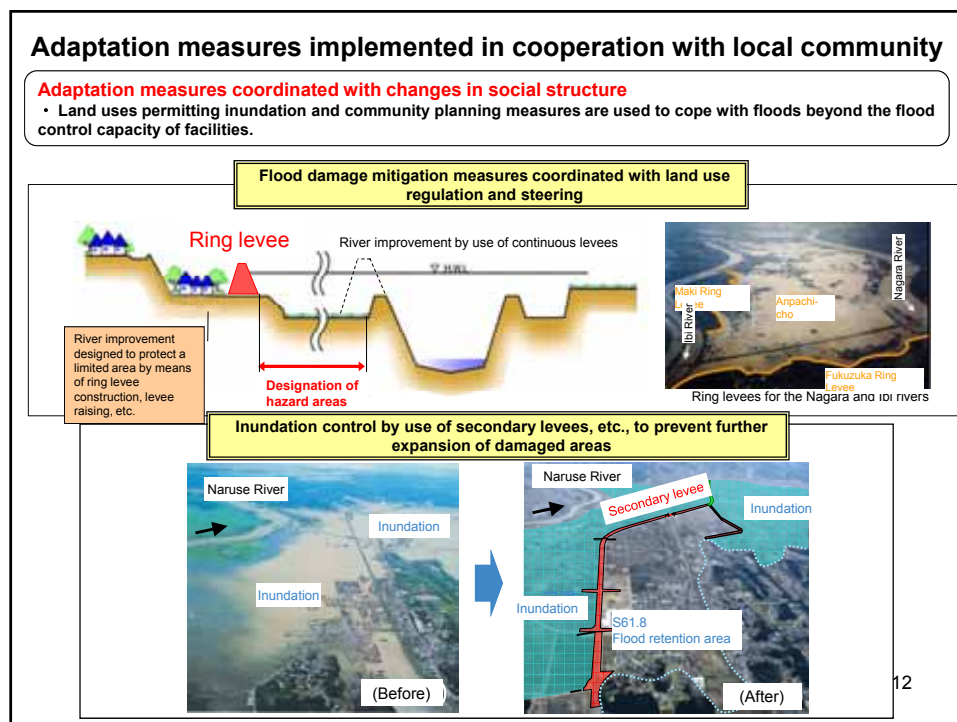 Adaptation measures implemented in cooperation with local community
Adaptation measures coordinated with changes in social structure
・ Land uses permitting inundation and community planning measures are used to cope with floods beyond the flood
control capacity of facilities.
Flood damage mitigation measures coordinated with land use
regulation and steering
Ring levee
River improvement by use of continuous levees
H.W.L
River improvement
designed to protect a
limited area by means
of ring levee
construction, levee
raising, etc.
Designation of
hazard areas
Maki Ring
Levee
Anpachi-
cho
Ibi River
Nagara River
Fukuzuka Ring
Levee
Ring levees for the Nagara and Ibi rivers
Inundation control by use of secondary levees, etc., to prevent further
expansion of damaged areas
Naruse River
Inundation
Inundation
(Before)
Naruse River
Secondary levee
Inundation
Inundation
S61.8
Flood retention area
(After)
12